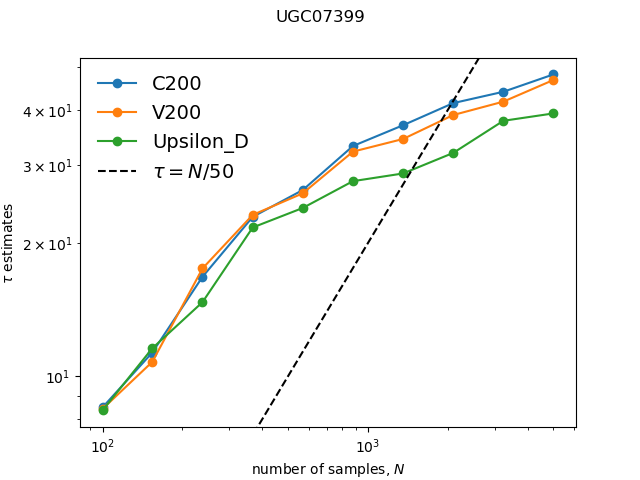 UGC07399
C200
V200
Upsilon_D
τ = N/50
4 × 10¹
3 × 10¹
2 × 10¹
10¹
τ estimates
10²
10³
number of samples, N